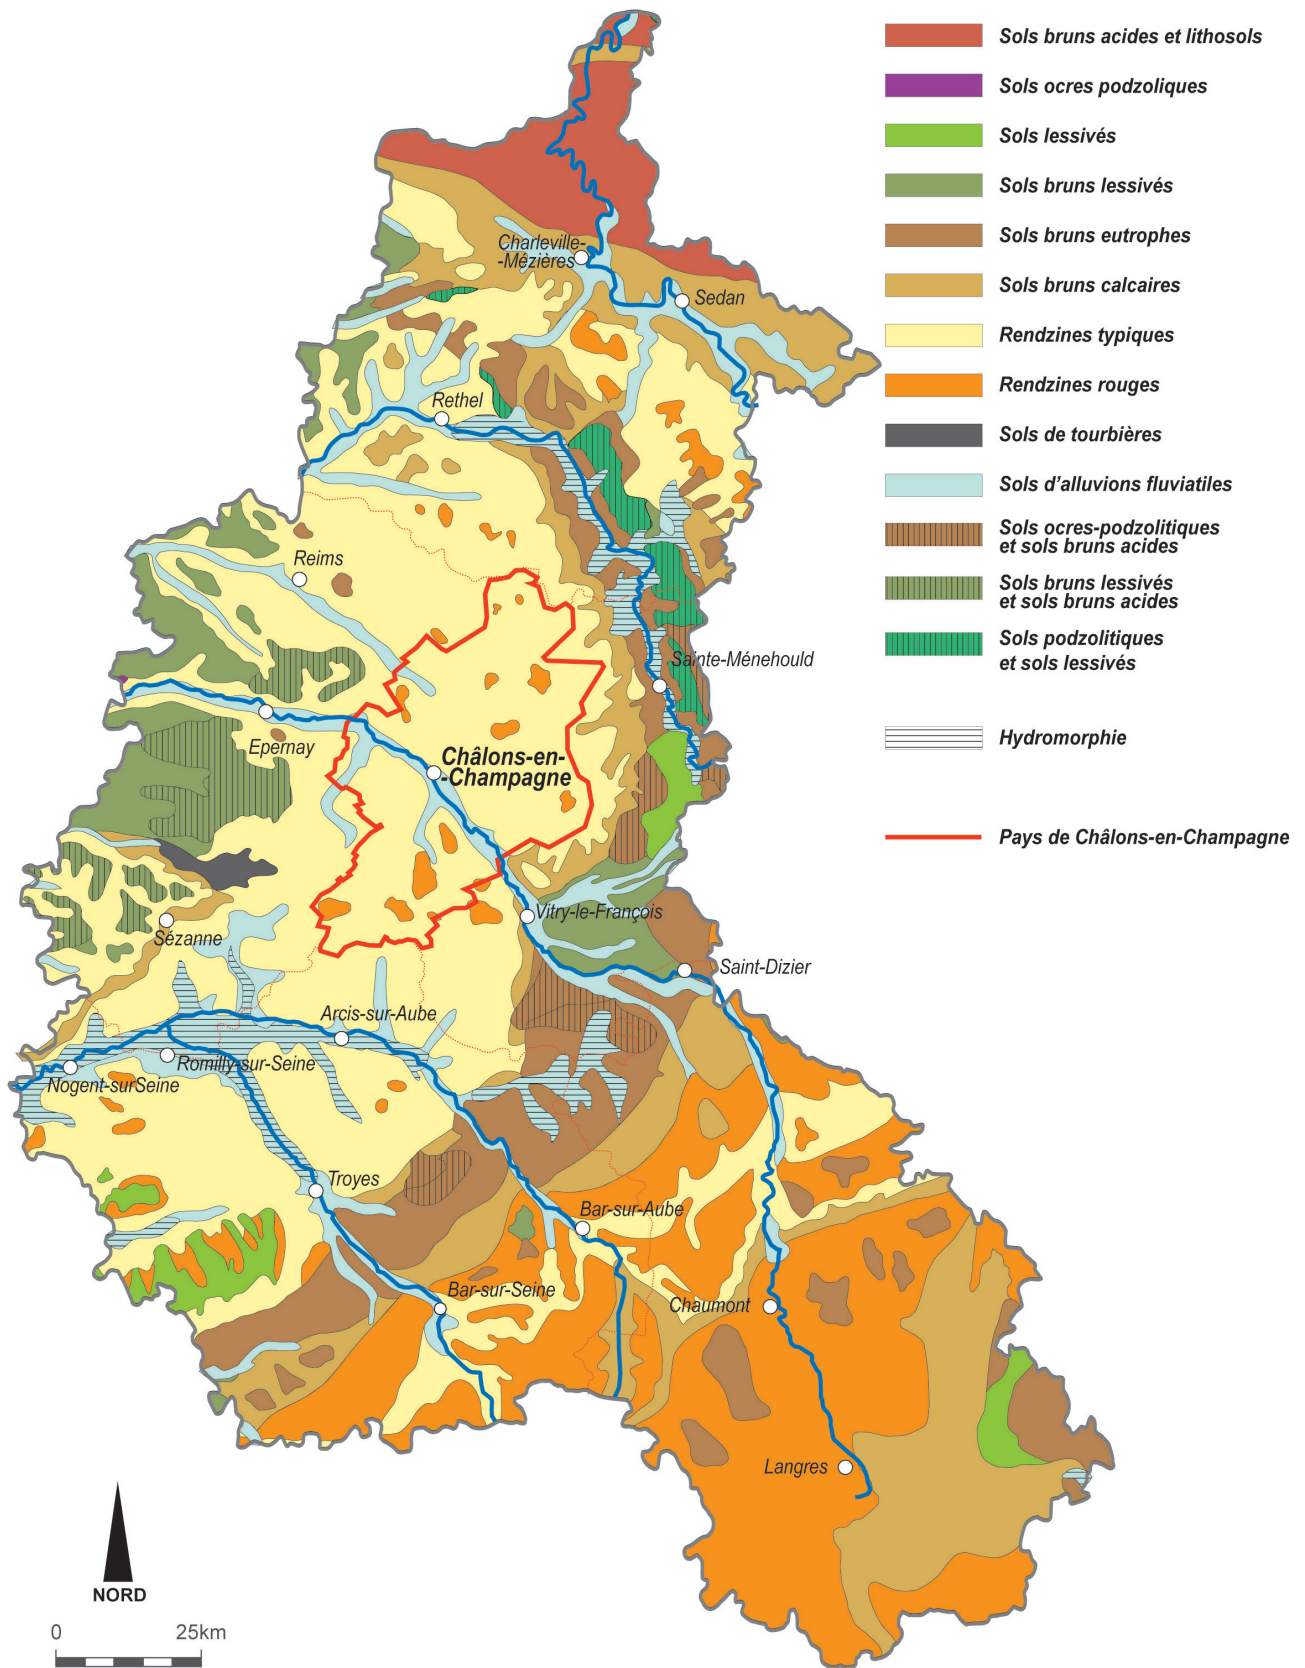 Sols bruns acides et lithosols
Sols ocres podzoliques
Sols lessivés
Sols bruns lessivés
Sols bruns eutrophes
Sols bruns calcaires
Rendzines typiques
Rendzines rouges
Sols de tourbières
Sols d'alluvions fluviatiles
Sols ocres-podzolitiques
et sols bruns acides
Sols bruns lessivés
et sols bruns acides
Sols podzolitiques
et sols lessivés
Hydromorphie
Pays de Châlons-en-Champagne
Charleville-
-Mézières
Sedan
Rethel
Reims
Sainte-Ménehould
Epernay
Châlons-en-
-Champagne
Vitry-le-François
Sézanne
Saint-Dizier
Arcis-sur-Aube
Romilly-sur-Seine
Nogent-surSeine
Troyes
Bar-sur-Aube
Bar-sur-Seine
Chaumont
Langres
NORD
0 25km